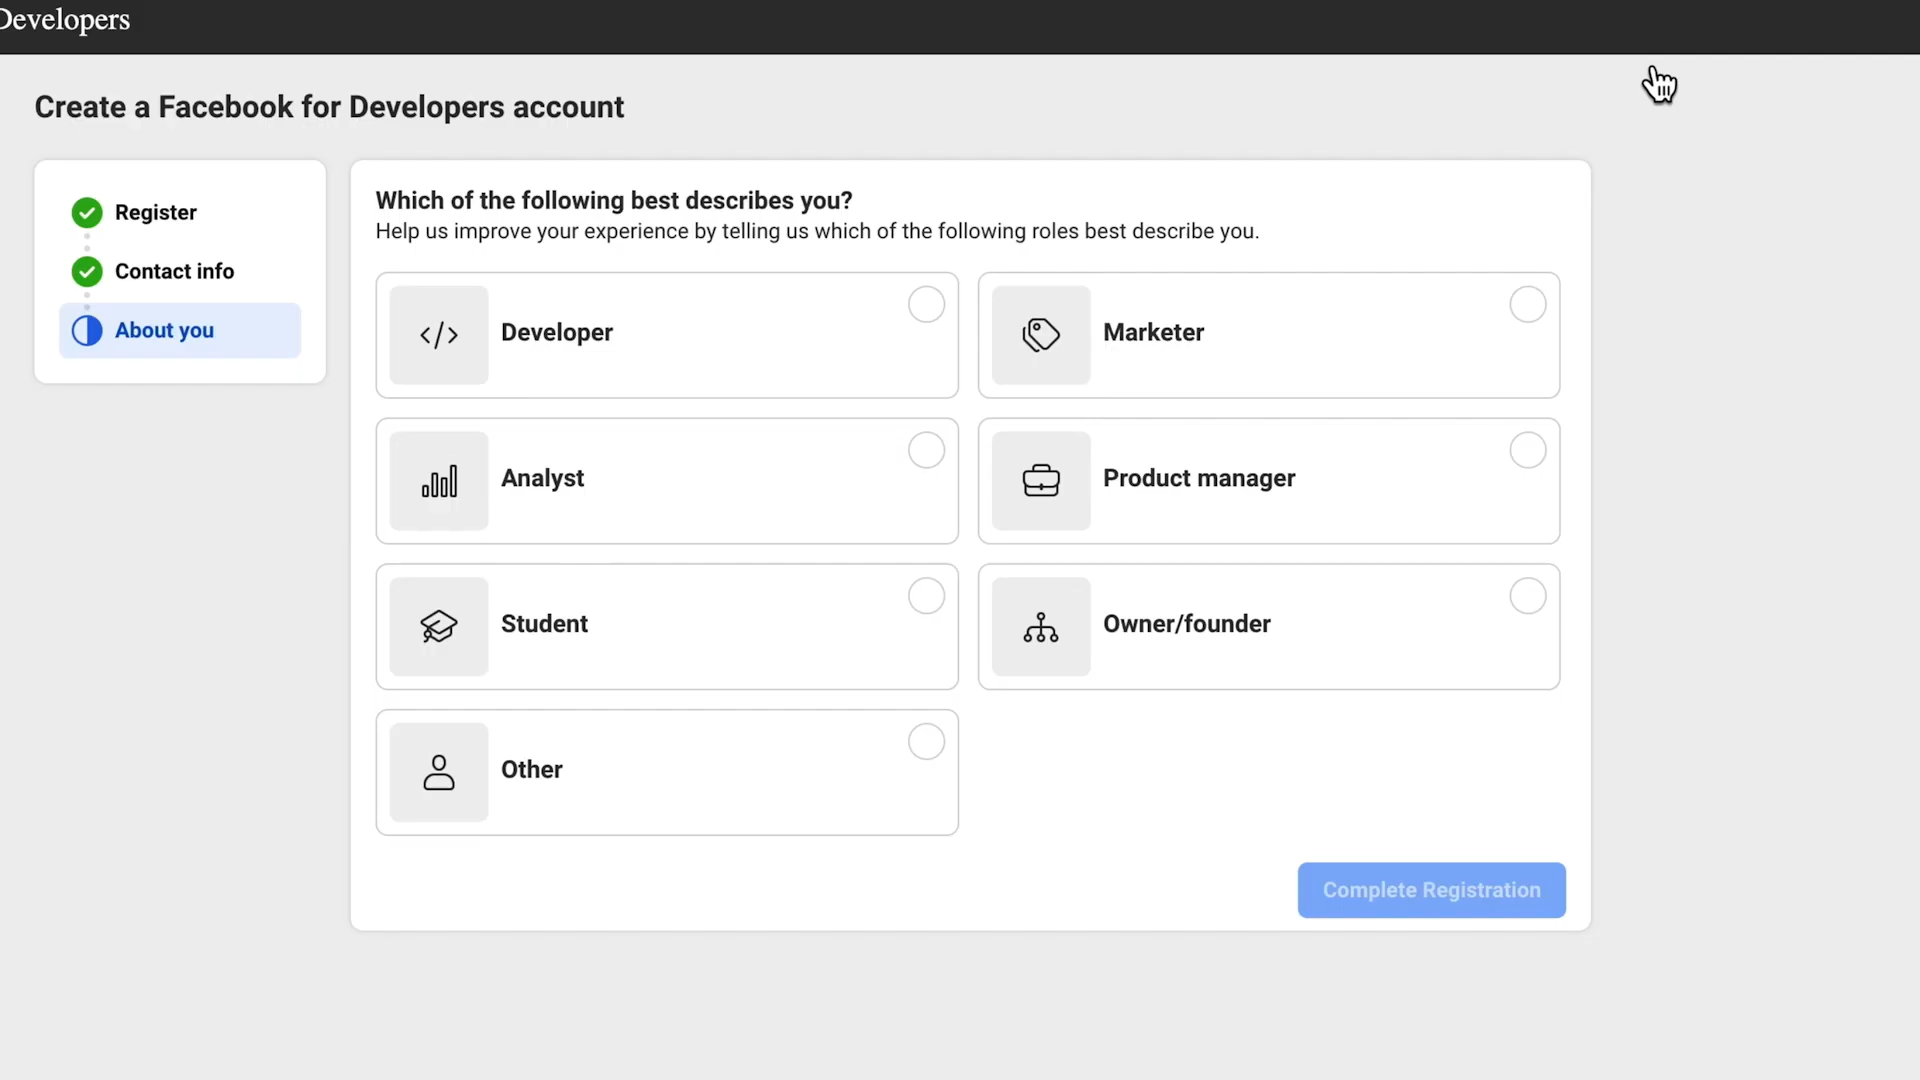 Developers
Create a Facebook for Developers account
Register
Contact info
About you
Which of the following best describes you?
Help us improve your experience by telling us which of the following roles best describe you.
Developer
Marketer
Analyst
Product manager
Student
Owner/founder
Other
Complete Registration